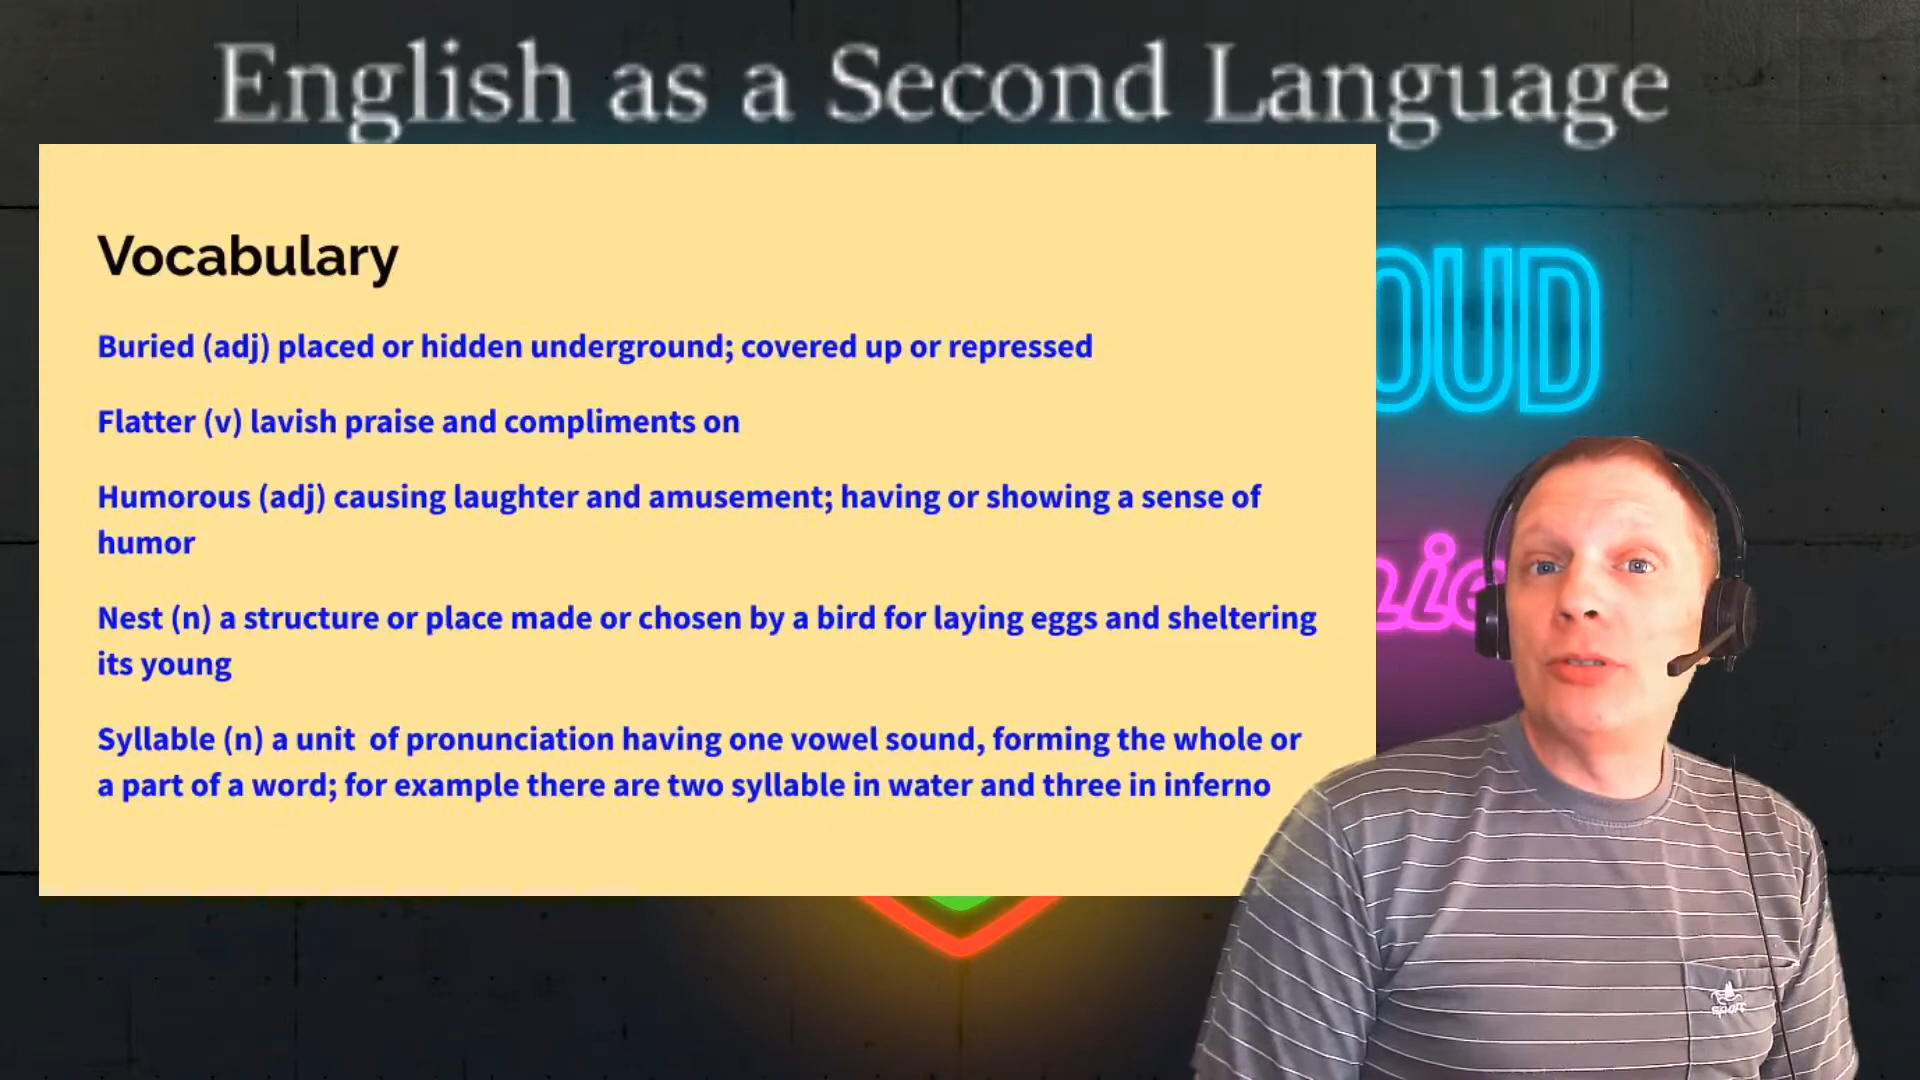 English as a Second Language
Vocabulary
Buried (adj) placed or hidden underground; covered up or repressed
Flatter (v) lavish praise and compliments on
Humorous (adj) causing laughter and amusement; having or showing a sense of
humor
Nest (n) a structure or place made or chosen by a bird for laying eggs and sheltering
its young
Syllable (n) a unit  of pronunciation having one vowel sound, forming the whole or
a part of a word; for example there are two syllable in water and three in inferno
OUD
nic
sport